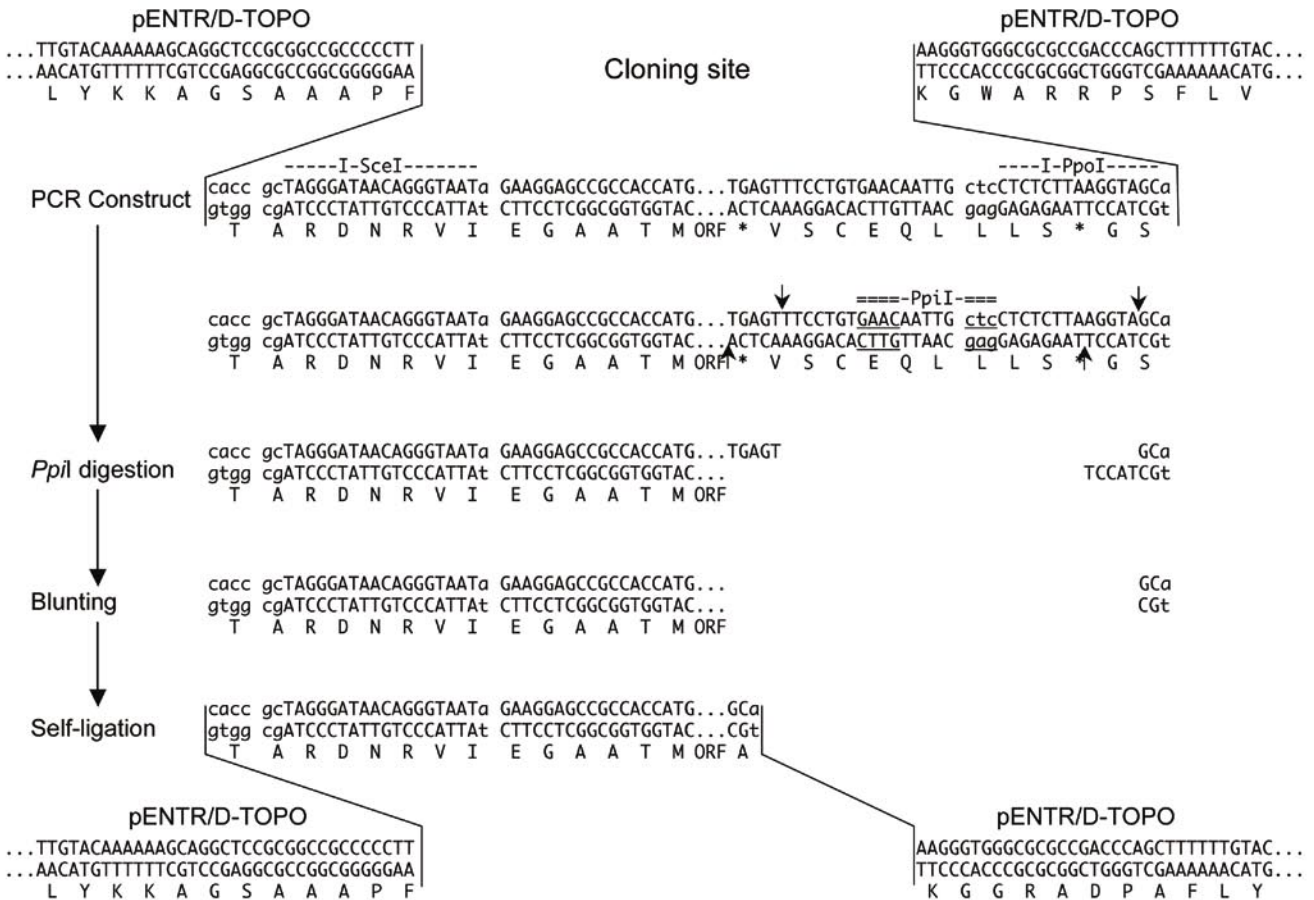 pENTR/D-TOPO pENTR/D-TOPO
...TTGTACAAAAAAGCAGGCTCCGCGGCCGCCCCCTT AAGGGTGGGCGCGCCGACCCAGCTTTTTTGTAC...
...AACATGTTTTTTCGTCCGAGGCGCCGGCGGGGGAA Cloning site TTCCCACCCGCGCGGCTGGGTCGAAAAAACATG...
L Y K K A G S A A A P F K G W A R R P S F L V
-----I-SceI------- ----I-PpoI-----
PCR Construct cacc gcTAGGGATAACAGGGTAATa GAAGGAGCCGCCACCATG...TGAGTTTCCTGTGAACAATTG ctcCTCTCTTAAGGTAGCa
gtgg cgATCCCTATTGTCCCATTAt CTTCCTCGGCGGTGGTAC...ACTCAAAGGACACTTGTTAAC gagGAGAGAATTCCATCGt
T A R D N R V I E G A A T M ORF * V S C E Q L L L S * G S
====-PpiI-===
cacc gcTAGGGATAACAGGGTAATa GAAGGAGCCGCCACCATG...TGAGTTTCCTGTGAACAATTG ctcCTCTCTTAAGGTAGCa
gtgg cgATCCCTATTGTCCCATTAt CTTCCTCGGCGGTGGTAC...ACTCAAAGGACACTTGTTAAC gagGAGAGAATTCCATCGt
T A R D N R V I E G A A T M ORF * V S C E Q L L L S * G S
PpiI digestion cacc gcTAGGGATAACAGGGTAATa GAAGGAGCCGCCACCATG...TGAGT GCa
gtgg cgATCCCTATTGTCCCATTAt CTTCCTCGGCGGTGGTAC... TCCATCGt
T A R D N R V I E G A A T M ORF
Blunting cacc gcTAGGGATAACAGGGTAATa GAAGGAGCCGCCACCATG... GCa
gtgg cgATCCCTATTGTCCCATTAt CTTCCTCGGCGGTGGTAC... CGt
T A R D N R V I E G A A T M ORF
Self-ligation cacc gcTAGGGATAACAGGGTAATa GAAGGAGCCGCCACCATG...GCa
gtgg cgATCCCTATTGTCCCATTAt CTTCCTCGGCGGTGGTAC...CGt
T A R D N R V I E G A A T M ORF A
pENTR/D-TOPO pENTR/D-TOPO
...TTGTACAAAAAAGCAGGCTCCGCGGCCGCCCCCTT AAGGGTGGGCGCGCCGACCCAGCTTTTTTGTAC...
...AACATGTTTTTTCGTCCGAGGCGCCGGCGGGGGAA TTCCCACCCGCGCGGCTGGGTCGAAAAAACATG...
L Y K K A G S A A A P F K G G R A D P A F L Y